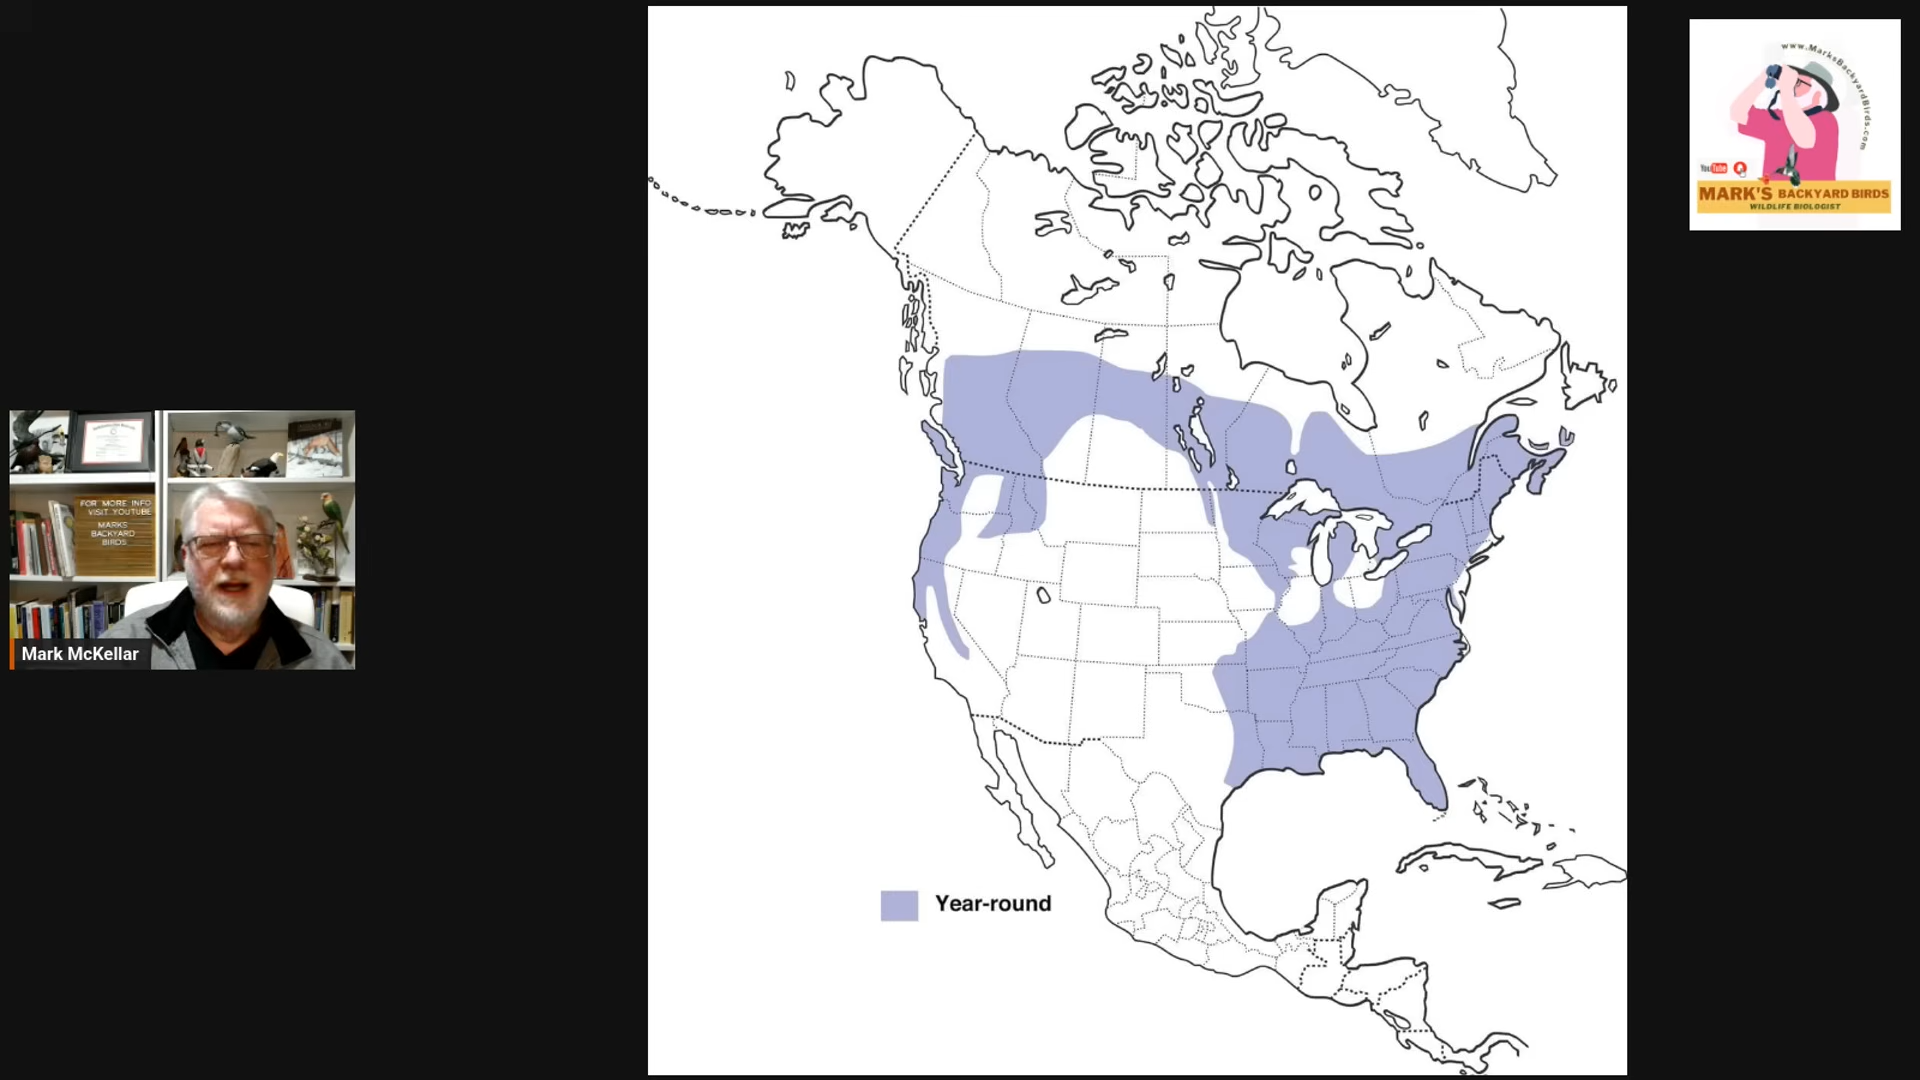 FOR MORE INFO
VISIT YOUTUBE
MARKS
BACKYARD
BIRDS
Mark McKellar
Year-round
www.MarksBackyardBirds.com
YouTube
MARK'S BACKYARD BIRDS
WILDLIFE BIOLOGIST